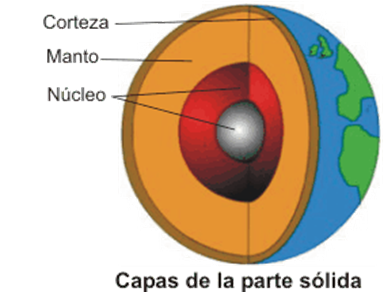 Corteza
Manto
Núcleo
Capas de la parte sólida